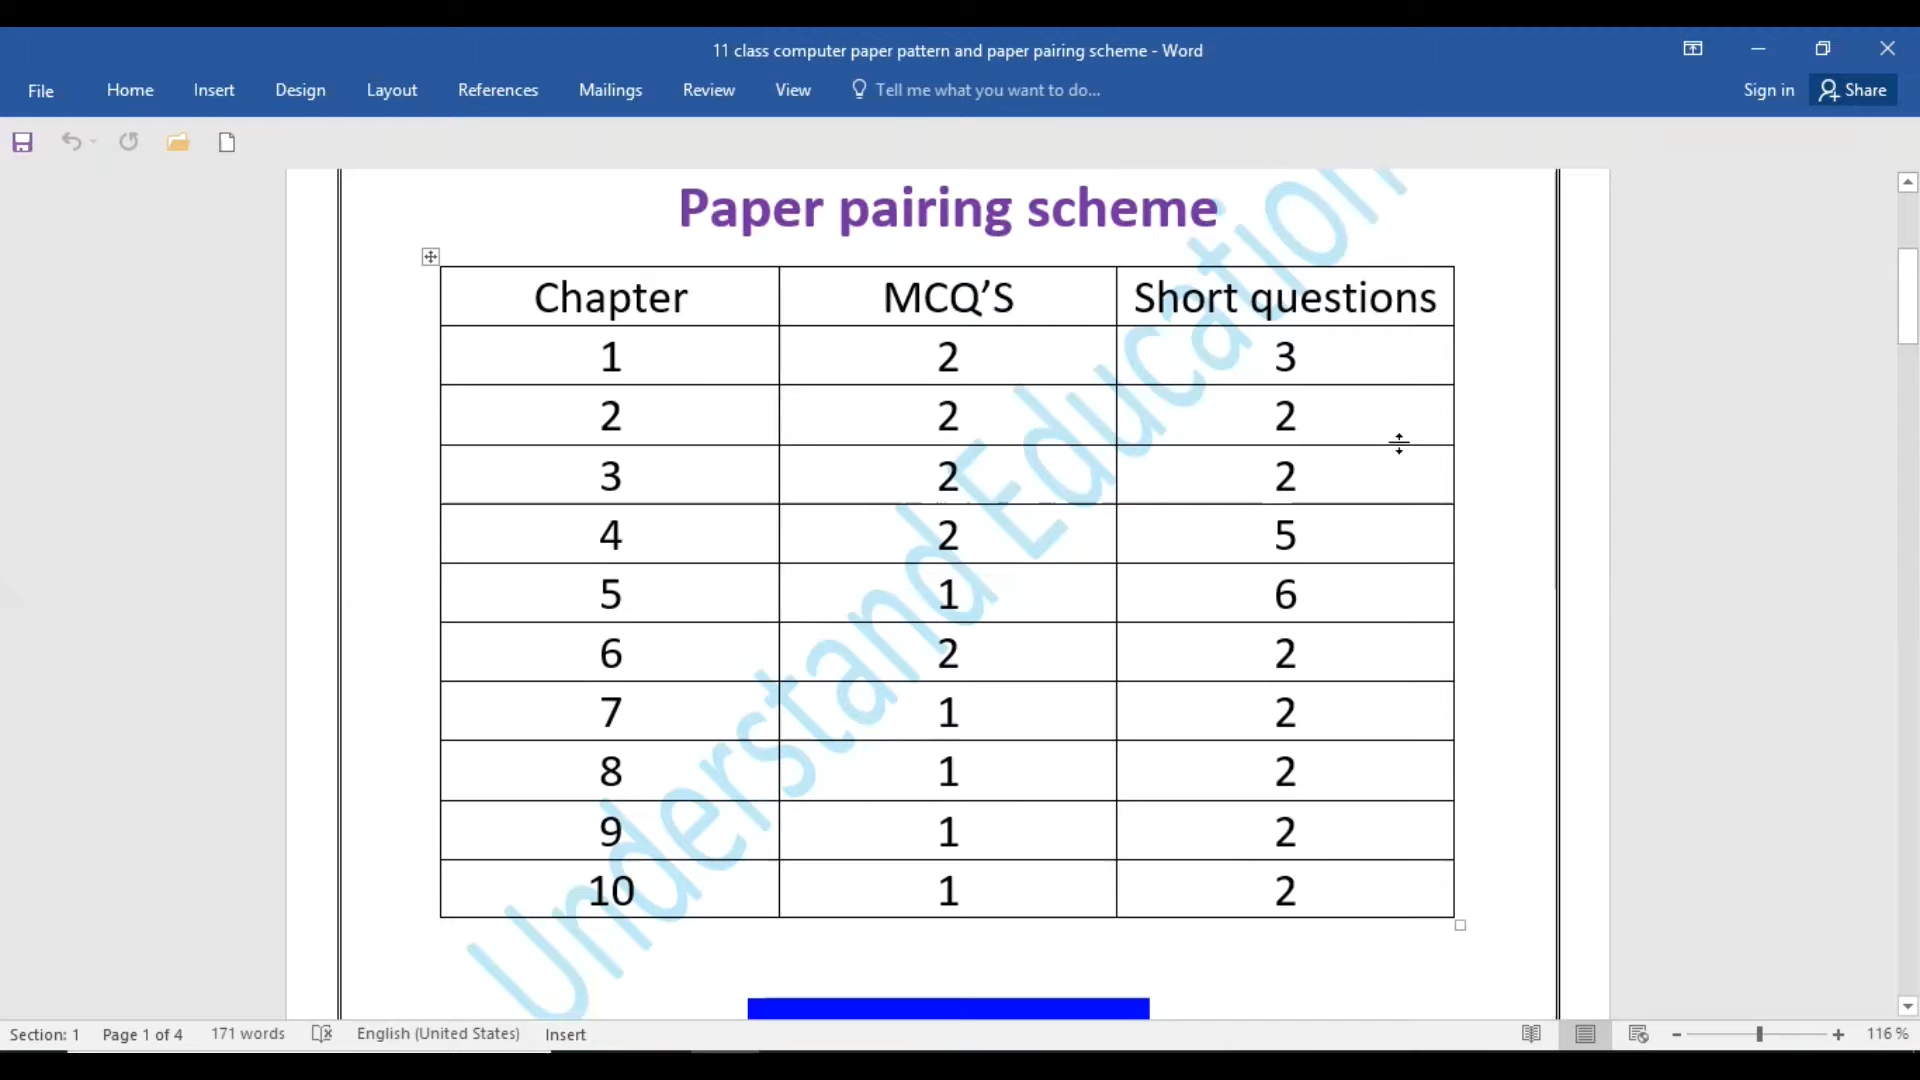 11 class computer paper pattern and paper pairing scheme - Word
File Home Insert Design Layout References Mailings Review View Tell me what you want to do... Sign in Share
Paper pairing scheme
Chapter MCQ’S Short questions
1 2 3
2 2 2
3 2 2
4 2 5
5 1 6
6 2 2
7 1 2
8 1 2
9 1 2
10 1 2
Understand Education
Section: 1 Page 1 of 4 171 words English (United States) Insert 116 %